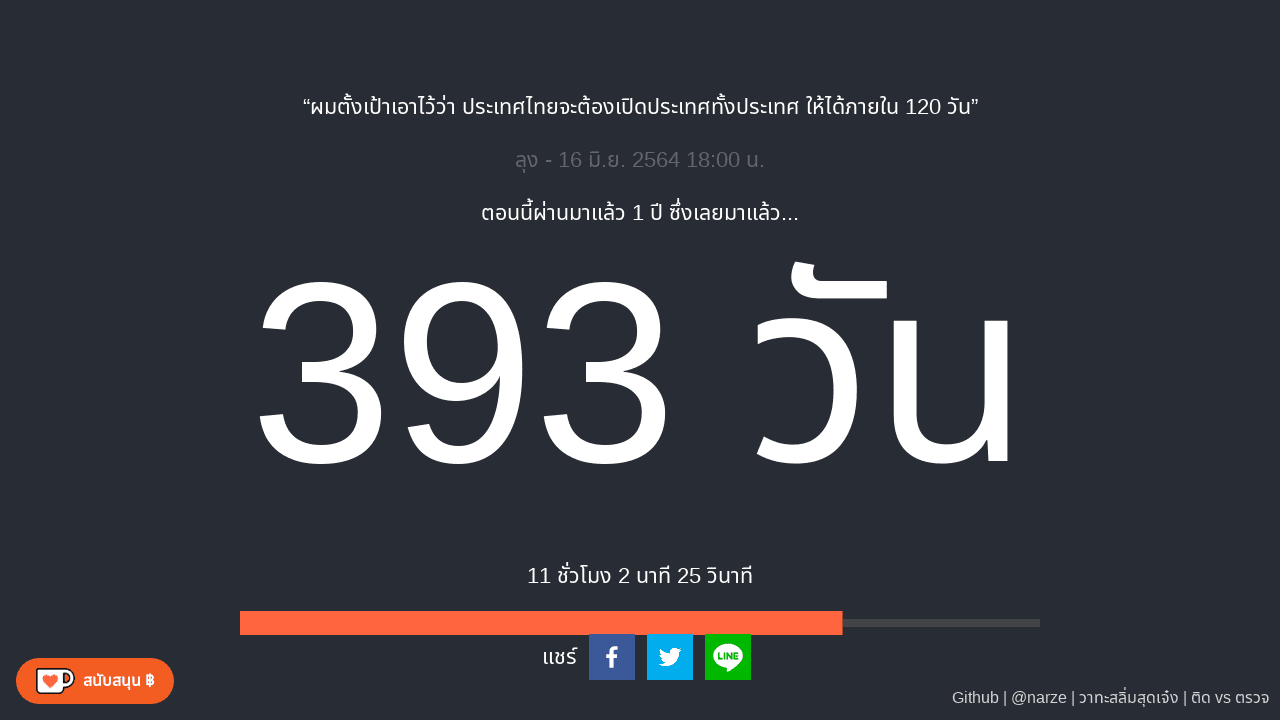 “ผมตั้งเป้าเอาไว้ว่า ประเทศไทยจะต้องเปิดประเทศทั้งประเทศ ให้ได้ภายใน 120 วัน”
ลุง - 16 มิ.ย. 2564 18:00 น.
ตอนนี้ผ่านมาแล้ว 1 ปี ซึ่งเลยมาแล้ว...
393 วัน
11 ชั่วโมง 2 นาที 25 วินาที
แชร์
LINE
สนับสนุน ฿
Github | @narze | วาทะสลิ่มสุดเจ๋ง | ติด vs ตรวจ